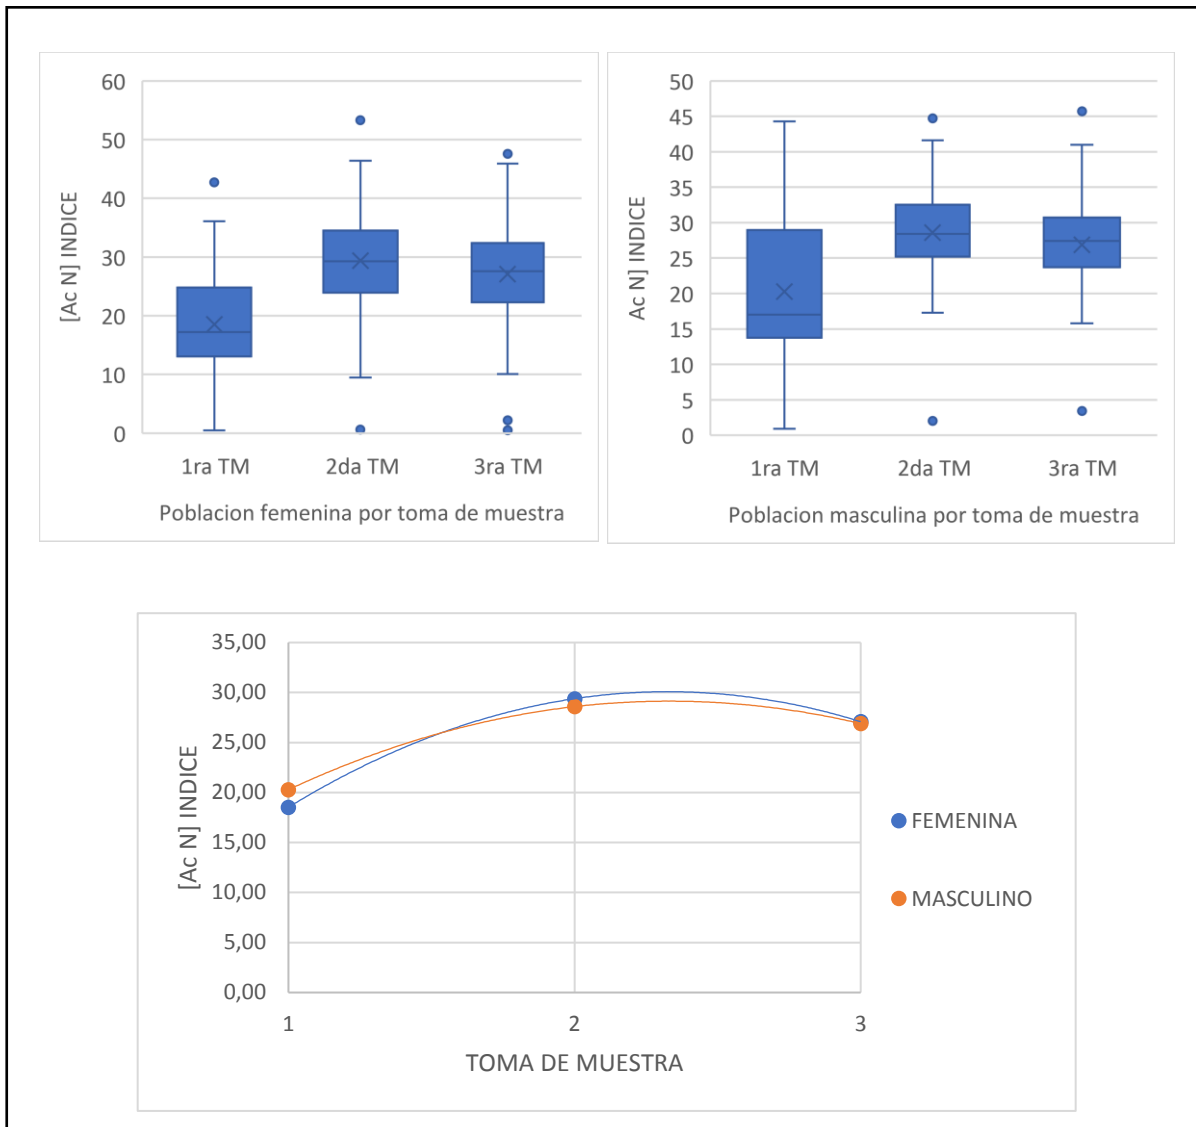 60
50
40
30
20
10
0
[Ac N] INDICE
1ra TM 2da TM 3ra TM
Poblacion femenina por toma de muestra
50
45
40
35
30
25
20
15
10
5
0
Ac N] INDICE
1ra TM 2da TM 3ra TM
Poblacion masculina por toma de muestra
35,00
30,00
25,00
20,00
15,00
10,00
5,00
0,00
[Ac N] INDICE
1 2 3
TOMA DE MUESTRA
FEMENINA
MASCULINO